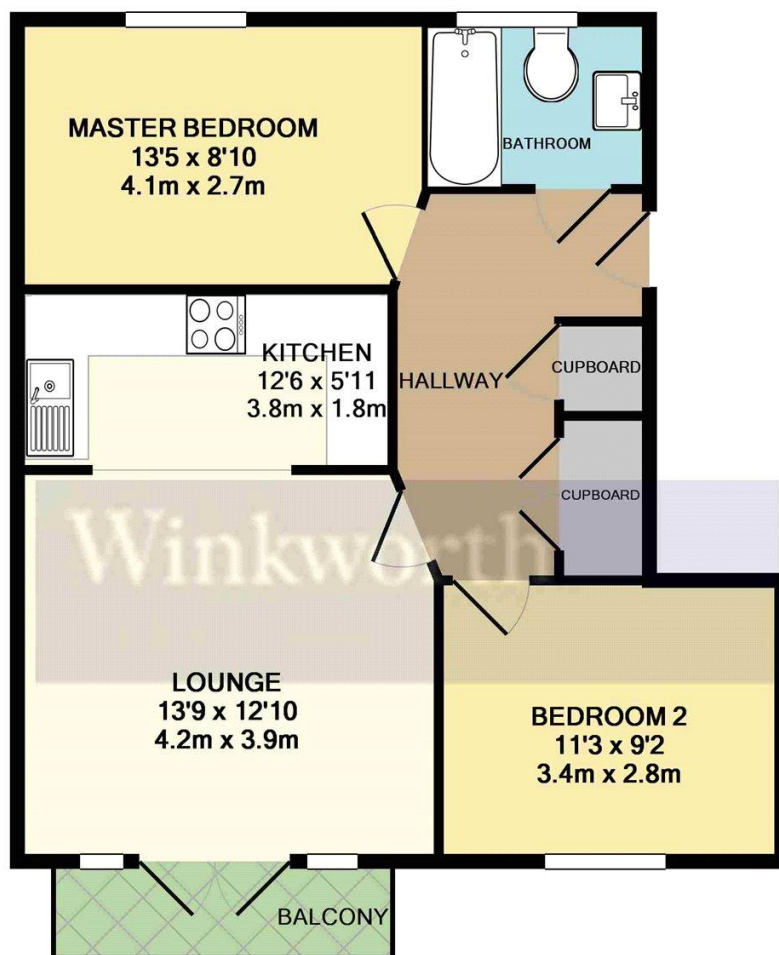 MASTER BEDROOM
13'5 x 8'10
4.1m x 2.7m
BATHROOM
KITCHEN
12'6 x 5'11
3.8m x 1.8m
HALLWAY
CUPBOARD
CUPBOARD
Winkworth
LOUNGE
13'9 x 12'10
4.2m x 3.9m
BEDROOM 2
11'3 x 9'2
3.4m x 2.8m
BALCONY